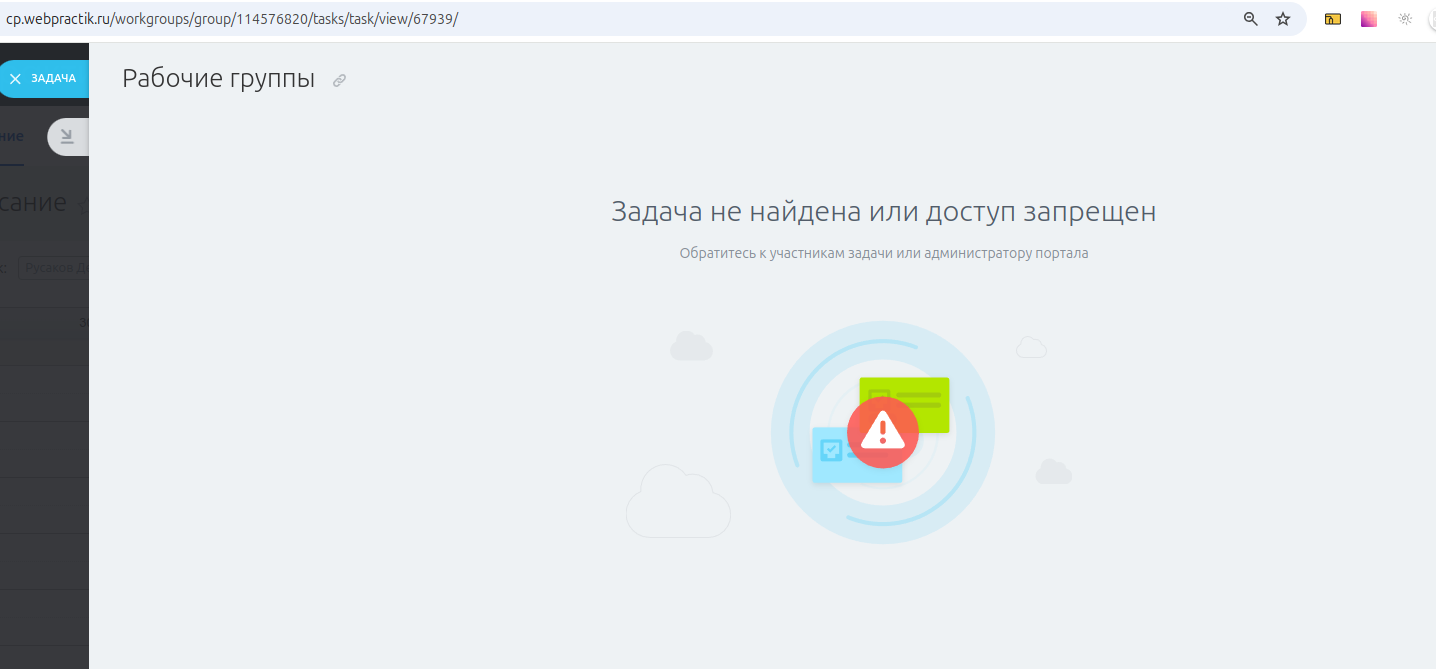 cp.webpractik.ru/workgroups/group/114576820/tasks/task/view/67939/
ЗАДАЧА
Рабочие группы
Задача не найдена или доступ запрещен
Обратитесь к участникам задачи или администратору портала
ние
сание
с:
Русаков Де